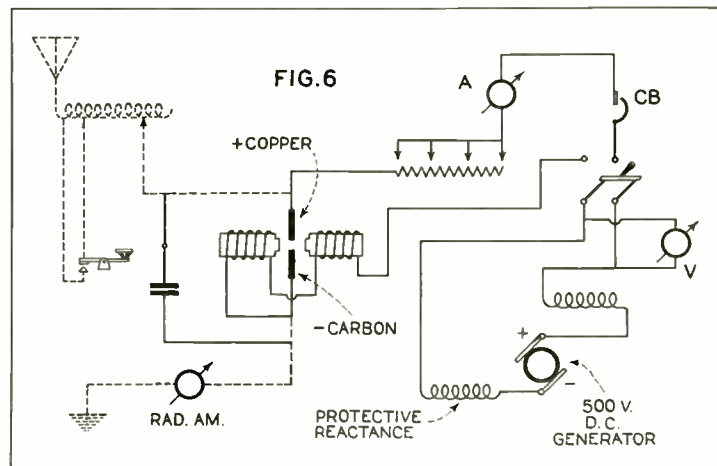 FIG.6
A
CB
+COPPER
V
-CARBON
+
-
RAD. AM.
PROTECTIVE
REACTANCE
500 V.
D.C.
GENERATOR